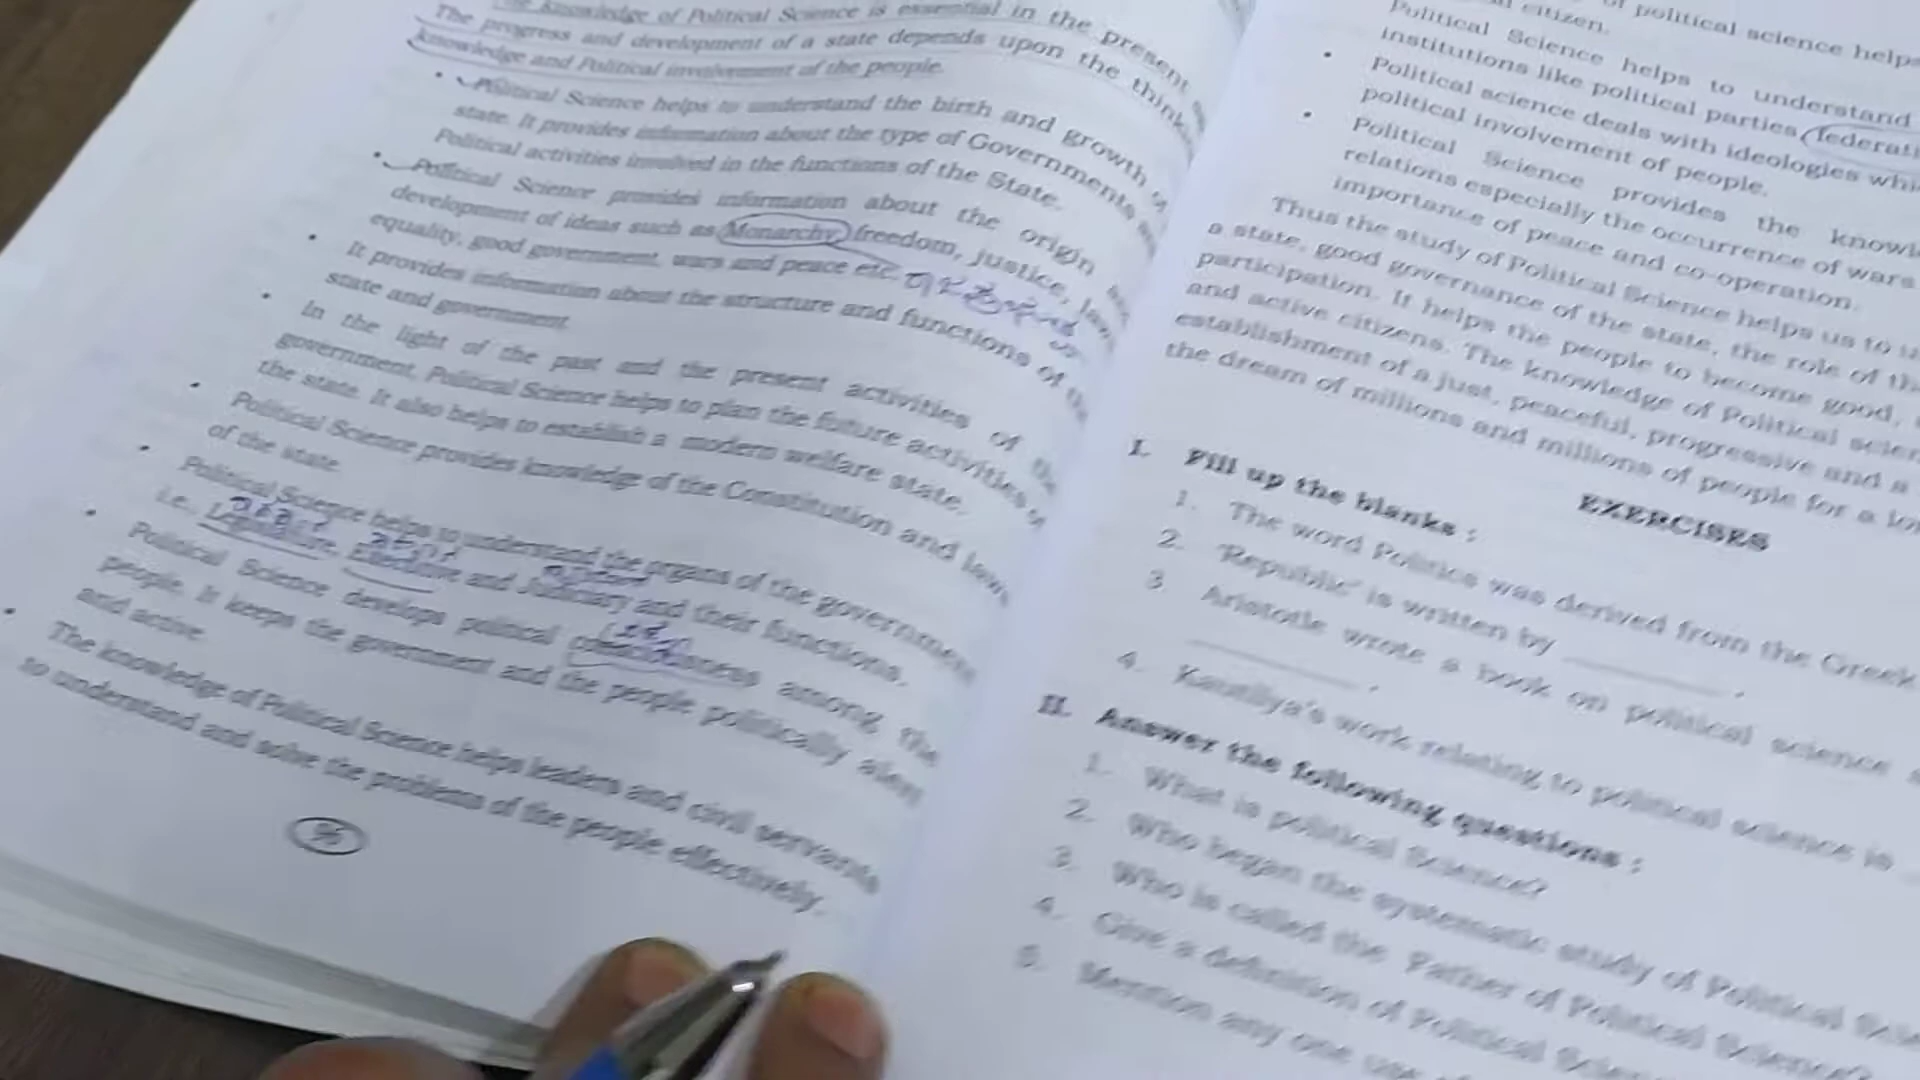 knowledge of Political Science is essential in the present
The progress and development of a state depends upon the think
knowledge and Political involvement of the people.
• Political Science helps to understand the birth and growth of
state. It provides information about the type of Governments
Political activities involved in the functions of the State.
• Political Science provides information about the origin
development of ideas such as Monarchy, freedom, justice, law,
equality, good government, wars and peace etc.
• It provides information about the structure and functions of the
state and government.
• In the light of the past and the present activities of the
government, Political Science helps to plan the future activities of
the state. It also helps to establish a modern welfare state.
• Political Science provides knowledge of the Constitution and laws
of the state.
• Political Science helps to understand the organs of the government
i.e., Legislature, Executive and Judiciary and their functions.
• Political Science develops political consciousness among the
people. It keeps the government and the people politically alert
and active.
• The knowledge of Political Science helps leaders and civil servants
to understand and solve the problems of the people effectively.
96
of political science helps
citizen.
Political Science helps to understand
institutions like political parties, federati
• Political science deals with ideologies whi
political involvement of people.
• Political Science provides the knowl
relations especially the occurrence of wars
importance of peace and co-operation.
Thus the study of Political Science helps us to u
a state, good governance of the state, the role of th
participation. It helps the people to become good,
and active citizens. The knowledge of Political scien
establishment of a just, peaceful, progressive and a
the dream of millions and millions of people for a lon
EXERCISES
I. Fill up the blanks :
1. The word Politics was derived from the Greek
2. 'Republic' is written by ________.
3. Aristotle wrote a book on political science
________.
4. Kautilya's work relating to political science is
II. Answer the following questions :
1. What is political Science?
2. Who began the systematic study of Political Scie
3. Who is called the 'Father of Political Science'?
4. Give a definition of Political Scien
5. Mention any one use of